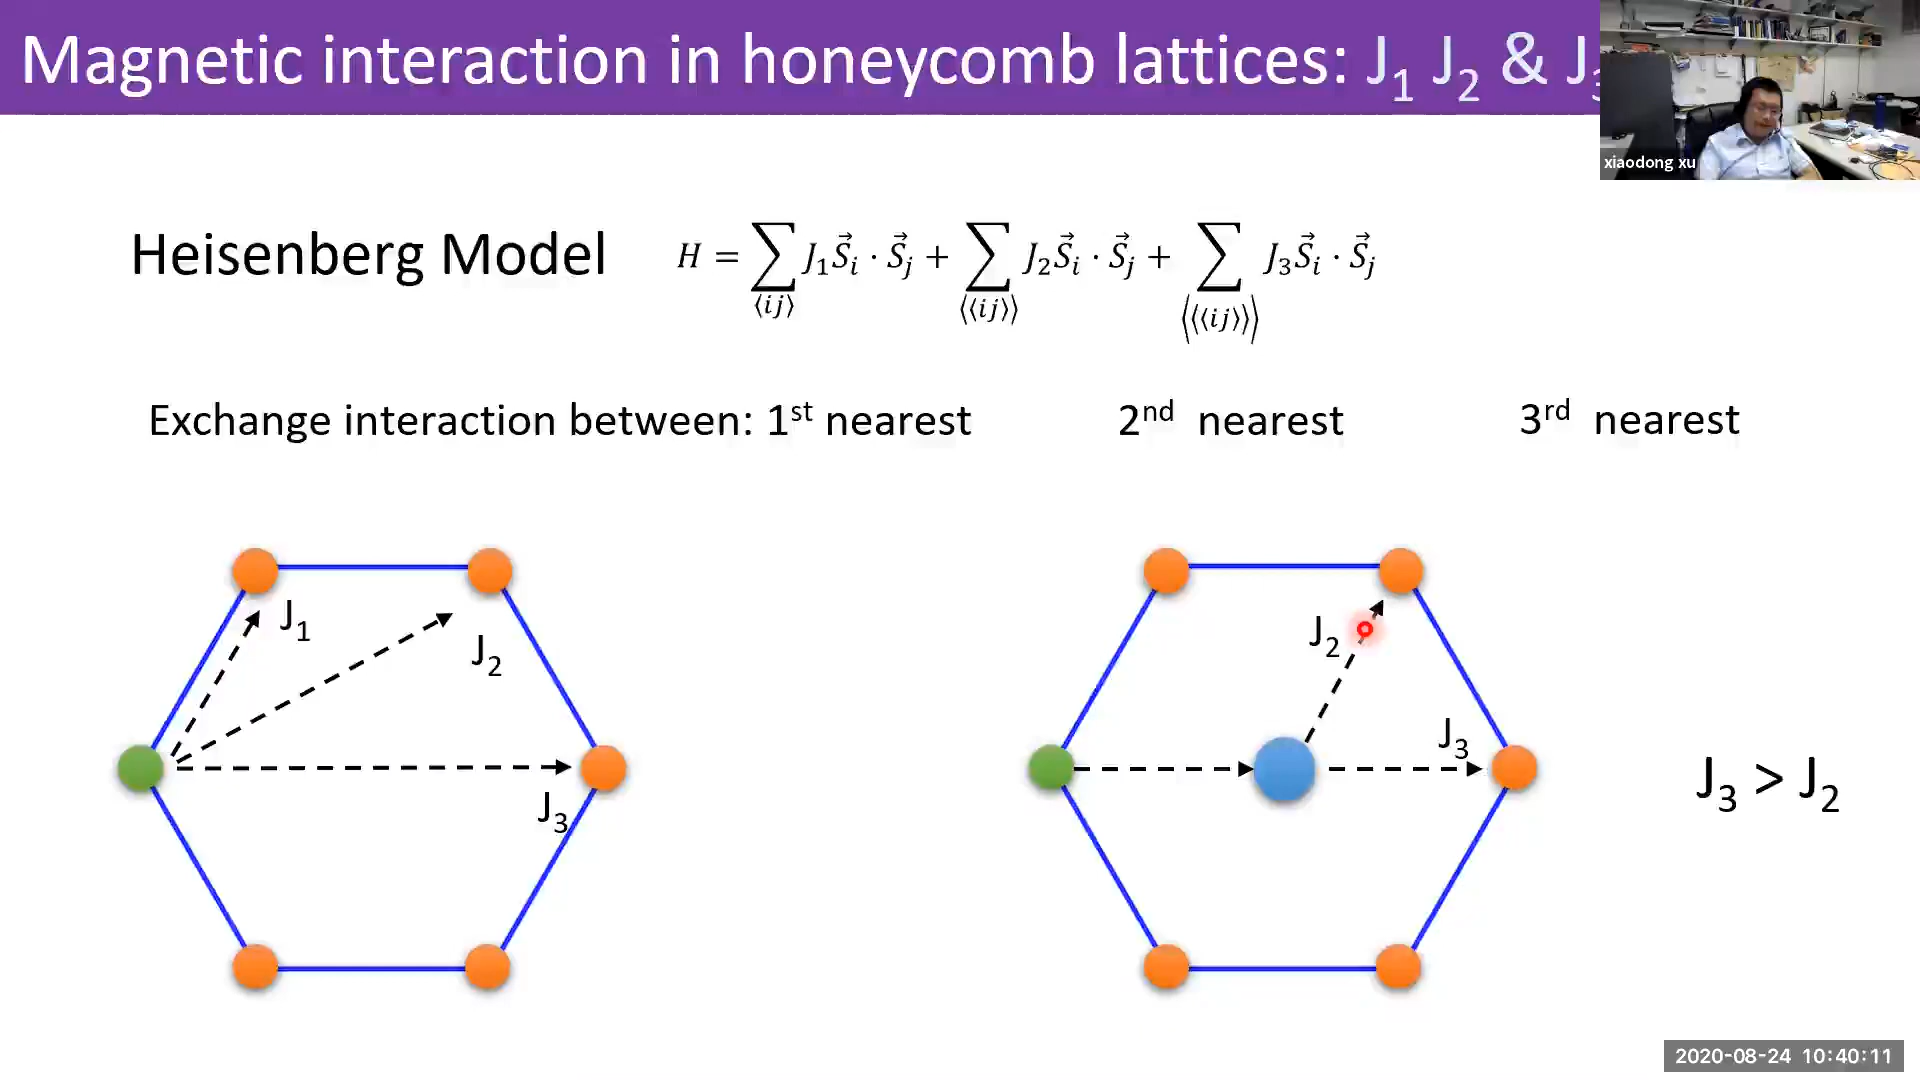 Magnetic interaction in honeycomb lattices: J₁ J₂ & J₃
xiaodong xu
Heisenberg Model
H = ∑⟨ij⟩ J₁S⃗ᵢ · S⃗ⱼ + ∑⟨⟨ij⟩⟩ J₂S⃗ᵢ · S⃗ⱼ + ∑⟨⟨⟨ij⟩⟩⟩ J₃S⃗ᵢ · S⃗ⱼ
Exchange interaction between: 1st nearest 2nd nearest 3rd nearest
J₁
J₂
J₃
J₂
J₃
J₃ > J₂
2020-08-24 10:40:11